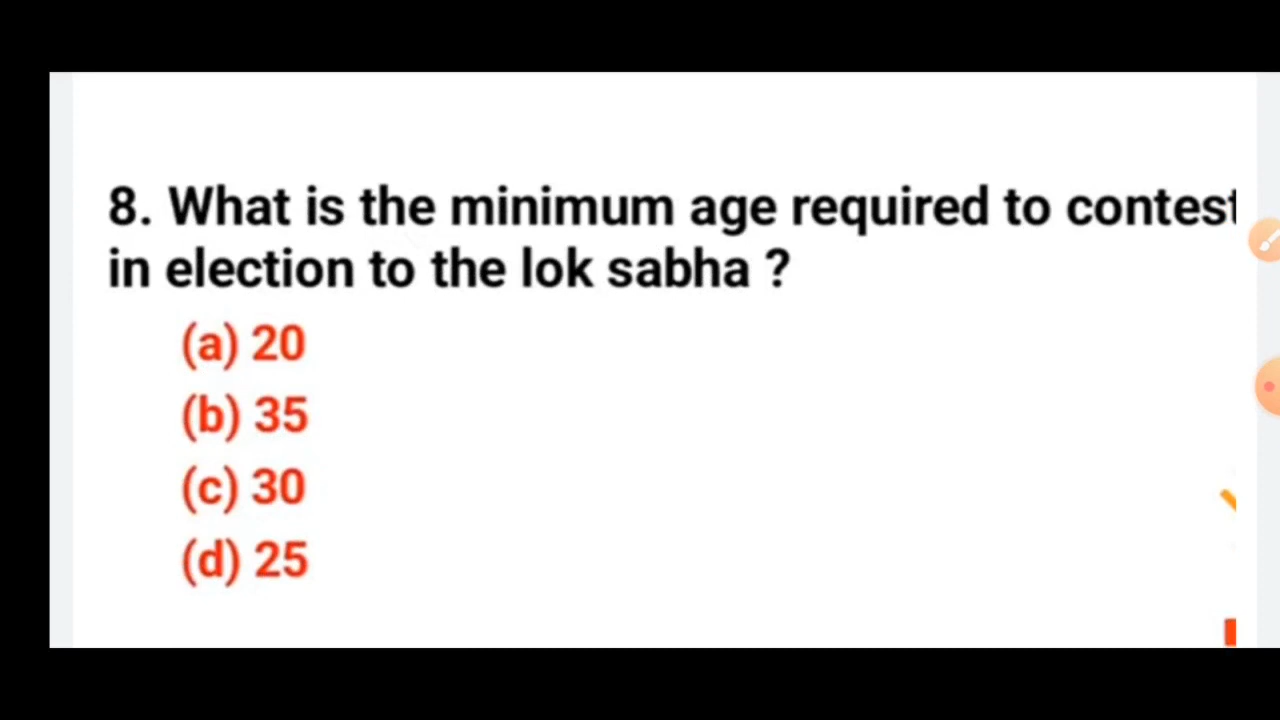 8. What is the minimum age required to contest
in election to the lok sabha ?
(a) 20
(b) 35
(c) 30
(d) 25